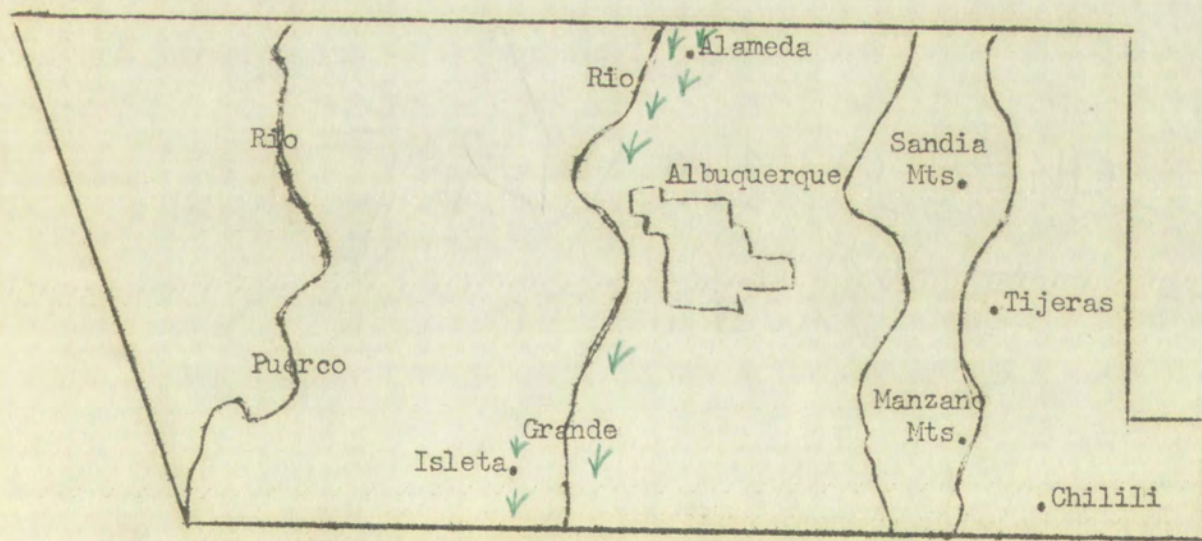 Alameda
Rio
Rio
Sandia
Mts.
Albuquerque
Tijeras
Puerco
Manzano
Mts.
Grande
Isleta
Chilili